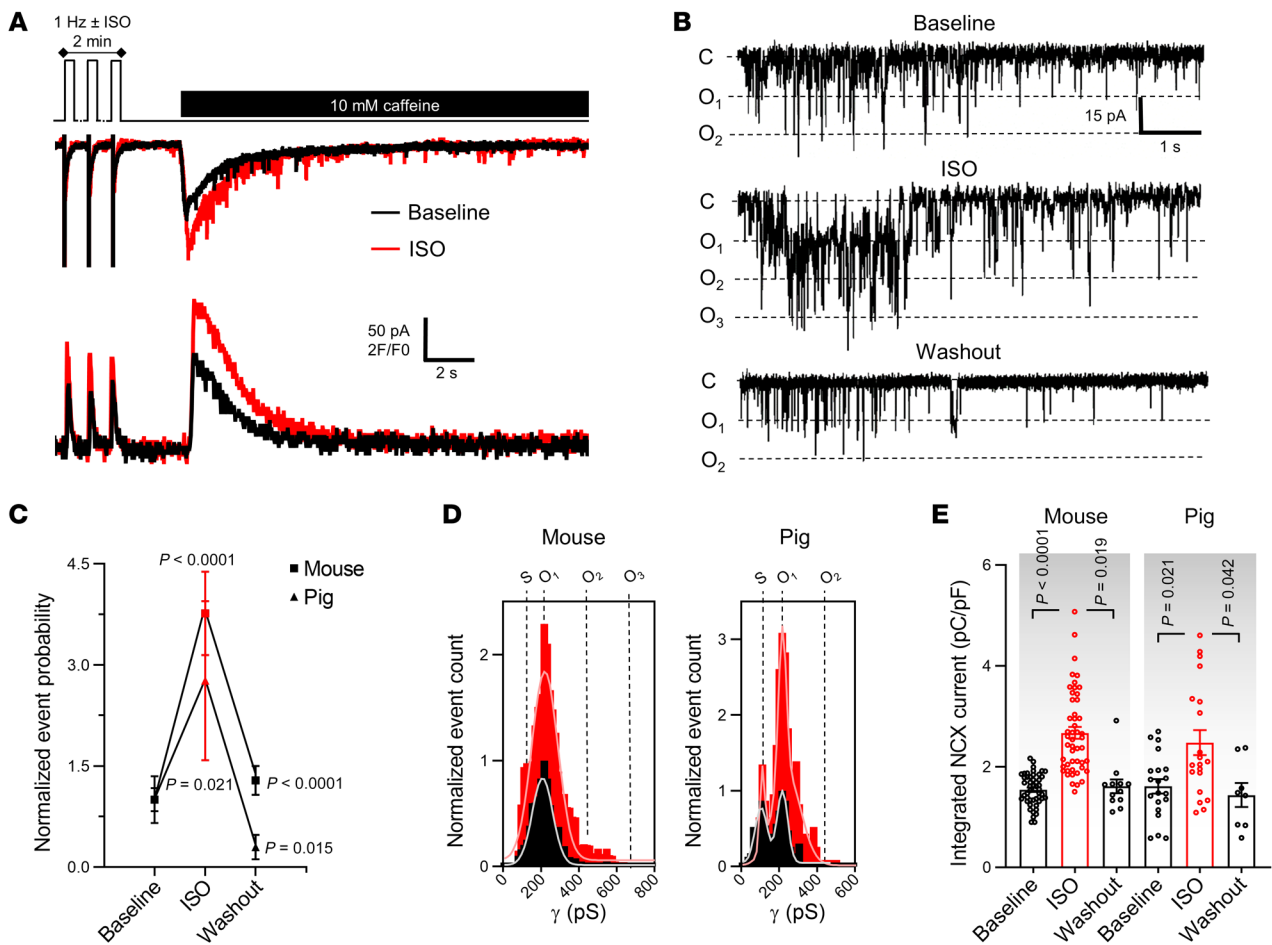 A
1 Hz ± ISO
2 min
10 mM caffeine
Baseline
ISO
50 pA
2F/F0
2 s
B
Baseline
C
O1
O2
15 pA
1 s
ISO
C
O1
O2
O3
Washout
C
O1
O2
C
Normalized event probability
4.5
3.0
1.5
0.0
P < 0.0001
P = 0.021
P < 0.0001
P = 0.015
Mouse
Pig
Baseline
ISO
Washout
D
Mouse
S
O1
O2
O3
Normalized event count
2
1
0
0
200
400
600
800
γ (pS)
Pig
S
O1
O2
Normalized event count
3
2
1
0
0
200
400
600
γ (pS)
E
Mouse
Pig
Integrated NCX current (pC/pF)
6
4
2
0
P < 0.0001
P = 0.019
P = 0.021
P = 0.042
Baseline
ISO
Washout
Baseline
ISO
Washout